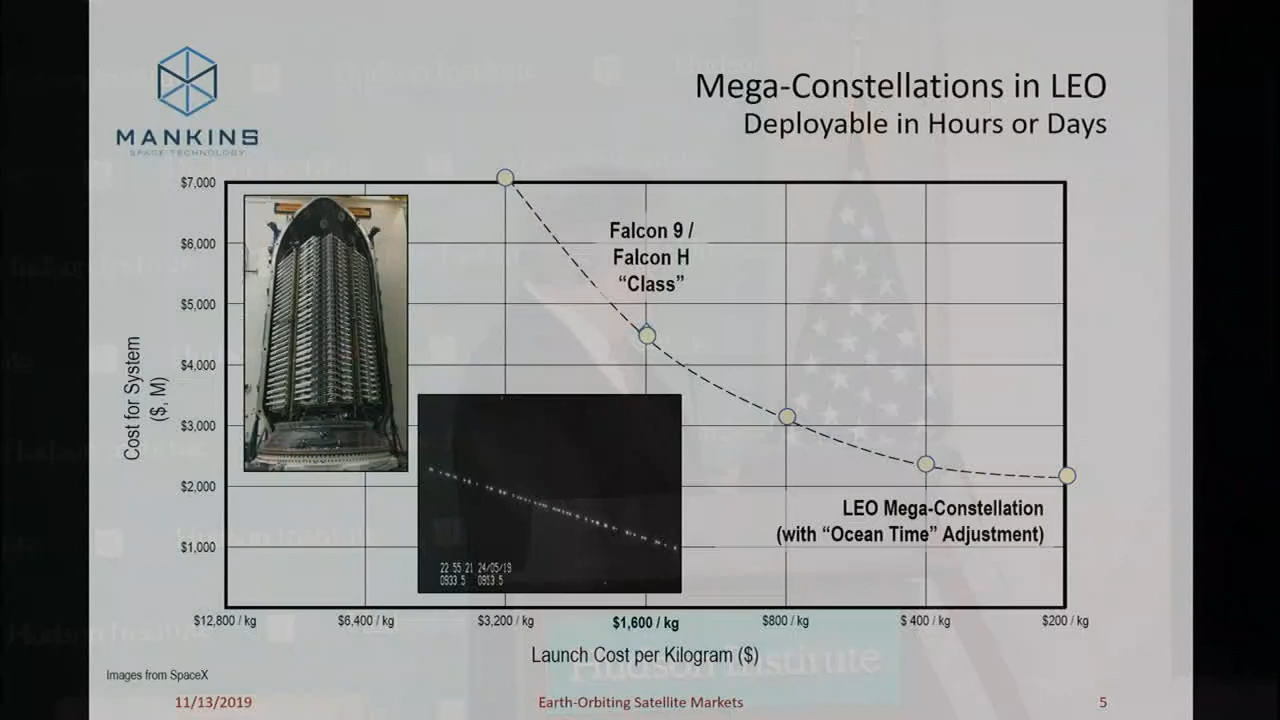 MANKINS
SPACE TECHNOLOGY
Mega-Constellations in LEO
Deployable in Hours or Days
$7,000
$6,000
$5,000
$4,000
$3,000
$2,000
$1,000
Cost for System
($, M)
Falcon 9 /
Falcon H
“Class”
22 55 21 24/05/19
LEO Mega-Constellation
(with “Ocean Time” Adjustment)
$12,800 / kg
$6,400 / kg
$3,200 / kg
$1,600 / kg
$800 / kg
$400 / kg
$200 / kg
Launch Cost per Kilogram ($)
Hudson Institute
Images from SpaceX
11/13/2019
Earth-Orbiting Satellite Markets
5